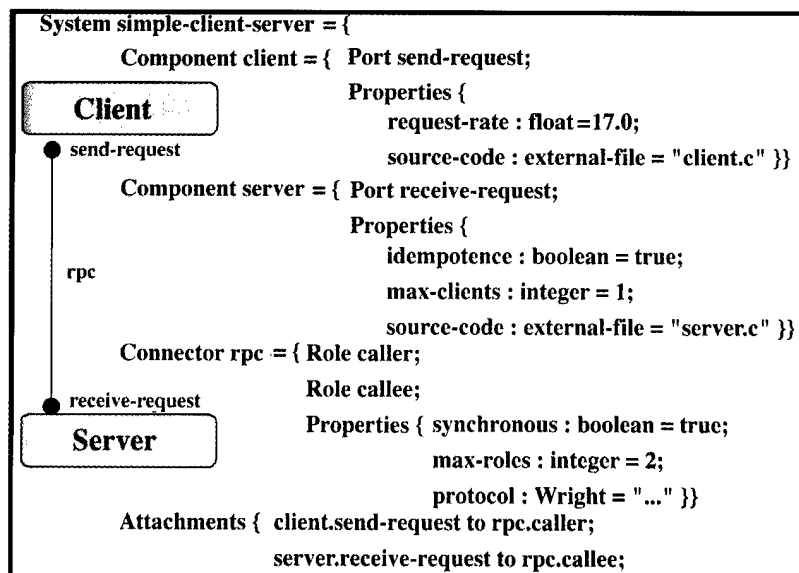 System simple-client-server = {
Component client = { Port send-request;
Client
Properties {
request-rate : float=17.0;
send-request
source-code : external-file = "client.c" }}
Component server = { Port receive-request;
Properties {
idempotence : boolean = true;
rpc
max-clients : integer = 1;
source-code : external-file = "server.c" }}
Connector rpc = { Role caller;
Role callee;
receive-request
Properties { synchronous : boolean = true;
Server
max-roles : integer = 2;
protocol : Wright = "..." }}
Attachments { client.send-request to rpc.caller;
server.receive-request to rpc.callee;